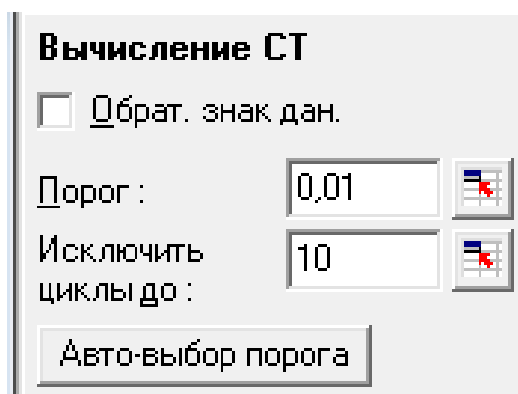 Вычисление СТ
Обрат. знак дан.
Порог : 0,01
Исключить
циклы до : 10
Авто-выбор порога